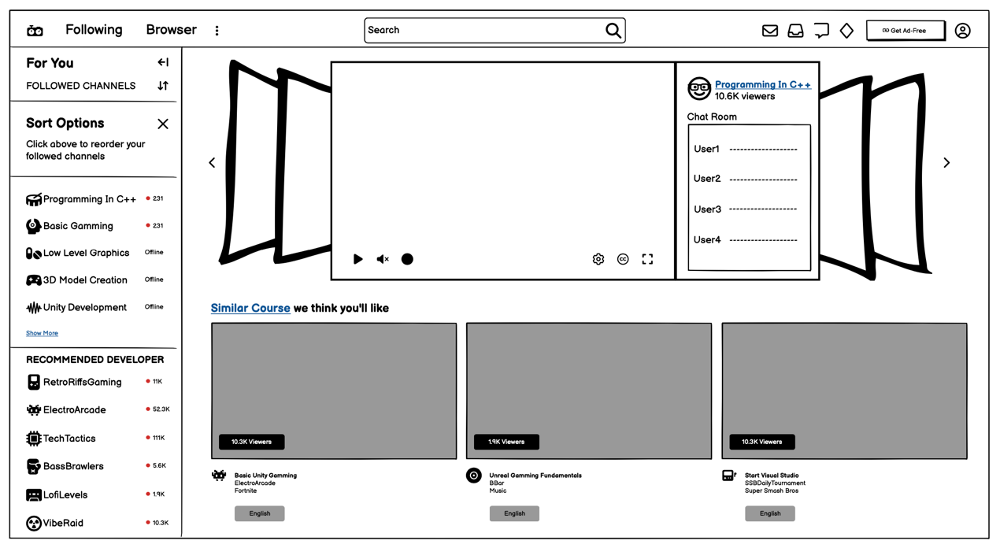 Following
Browser
Search
Get Ad-Free
For You
FOLLOWED CHANNELS
Sort Options
Click above to reorder your
followed channels
Programming In C++ 231
Basic Gamming 231
Low Level Graphics Offline
3D Model Creation Offline
Unity Development Offline
Show More
RECOMMENDED DEVELOPER
RetroRiffsGaming 11K
ElectroArcade 52.3K
TechTactics 111K
BassBrawlers 5.6K
LofiLevels 1.9K
VibeRaid 10.3K
Programming In C++
10.6K viewers
Chat Room
User1
User2
User3
User4
CC
Similar Course we think you'll like
10.3K Viewers
Basic Unity Gamming
ElectroArcade
Fortnite
English
1.9K Viewers
Unreal Gamming Fundamentals
BBar
Music
English
10.3K Viewers
Start Visual Studio
SSBDailyTournament
Super Smash Bros
English